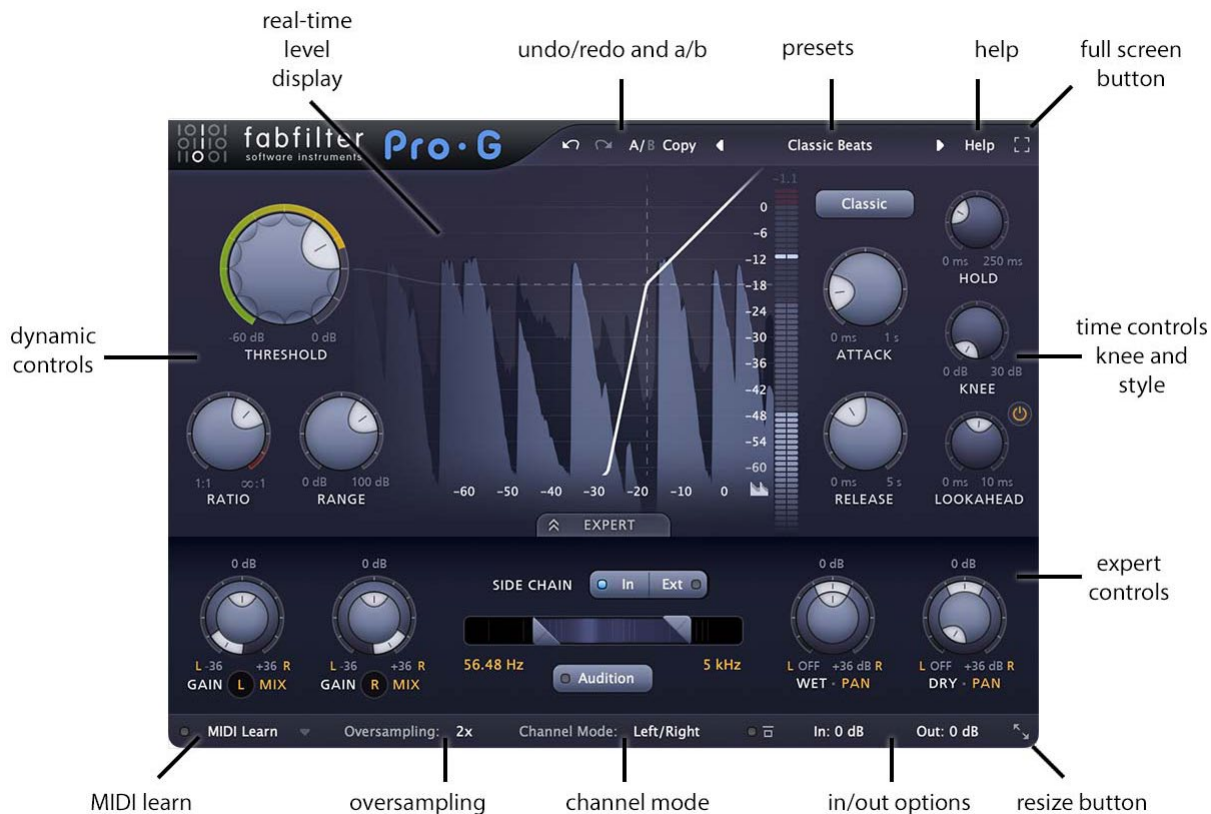 real-time
level
display
undo/redo and a/b
presets
help
full screen
button
fabfilter
software instruments
Pro·G
A/B Copy
Classic Beats
Help
-60 dB 0 dB
THRESHOLD
1:1 ∞:1
RATIO
0 dB 100 dB
RANGE
-1.1
0
-6
-12
-18
-24
-30
-36
-42
-48
-54
-60
-60 -50 -40 -30 -20 -10 0
EXPERT
Classic
0 ms 1 s
ATTACK
0 ms 5 s
RELEASE
0 ms 250 ms
HOLD
0 dB 30 dB
KNEE
0 ms 10 ms
LOOKAHEAD
dynamic
controls
time controls
knee and
style
expert
controls
0 dB
L -36 +36 R
GAIN L MIX
0 dB
L -36 +36 R
GAIN R MIX
SIDE CHAIN In Ext
56.48 Hz 5 kHz
Audition
0 dB
L OFF +36 dB R
WET · PAN
0 dB
L OFF +36 dB R
DRY · PAN
MIDI Learn Oversampling: 2x Channel Mode: Left/Right In: 0 dB Out: 0 dB
MIDI learn
oversampling
channel mode
in/out options
resize button